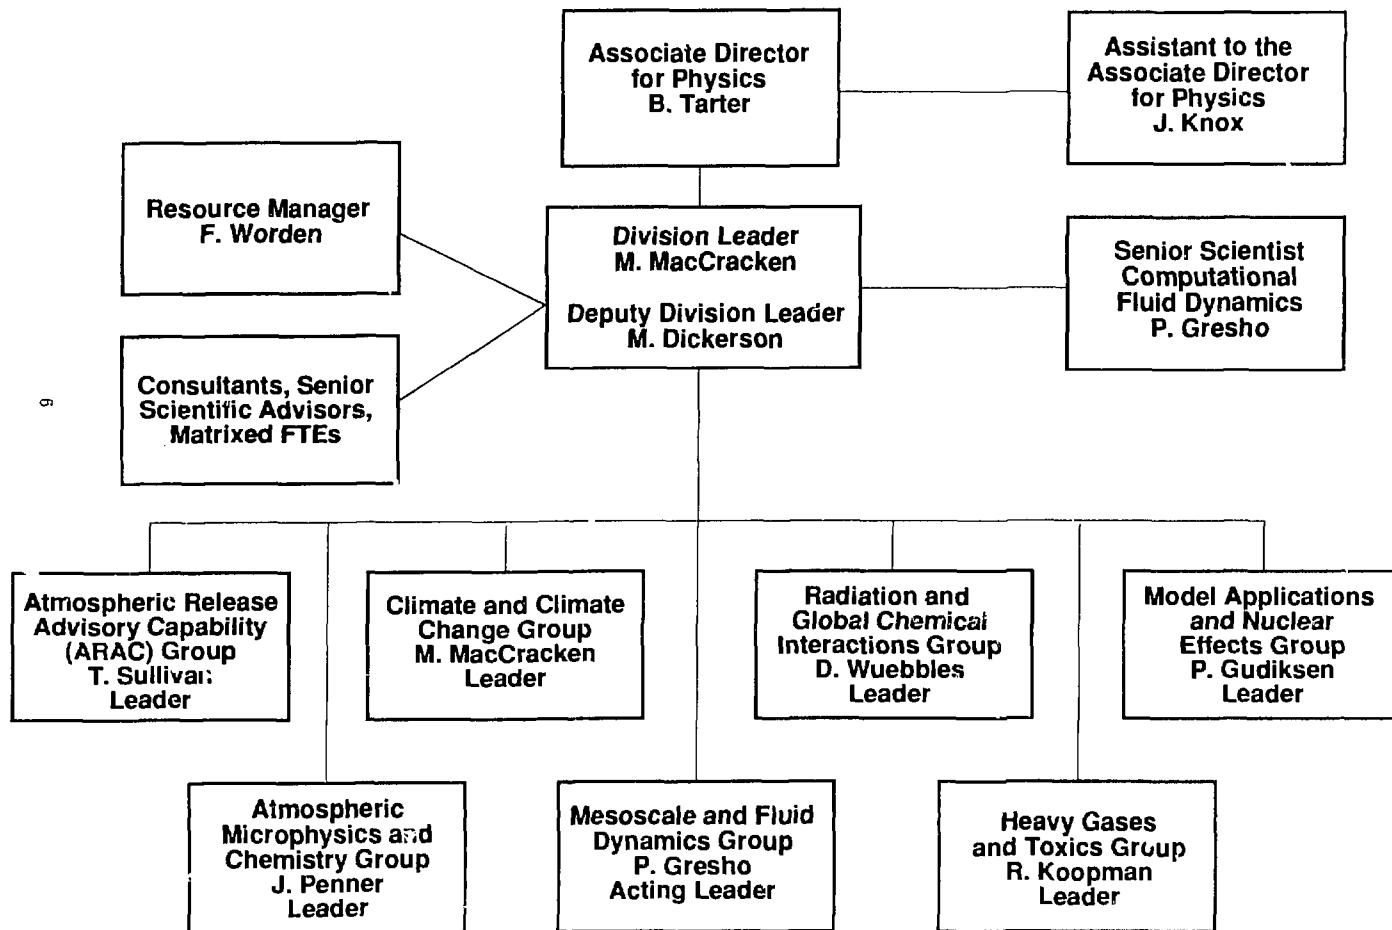 Associate Director
for Physics
B. Tarter
Assistant to the
Associate Director
for Physics
J. Knox
Resource Manager
F. Worden
Division Leader
M. MacCracken
Deputy Division Leader
M. Dickerson
Senior Scientist
Computational
Fluid Dynamics
P. Gresho
Consultants, Senior
Scientific Advisors,
Matrixed FTEs
Atmospheric Release
Advisory Capability
(ARAC) Group
T. Sullivan
Leader
Climate and Climate
Change Group
M. MacCracken
Leader
Radiation and
Global Chemical
Interactions Group
D. Wuebbles
Leader
Model Applications
and Nuclear
Effects Group
P. Gudiksen
Leader
Atmospheric
Microphysics and
Chemistry Group
J. Penner
Leader
Mesoscale and Fluid
Dynamics Group
P. Gresho
Acting Leader
Heavy Gases
and Toxics Group
R. Koopman
Leader